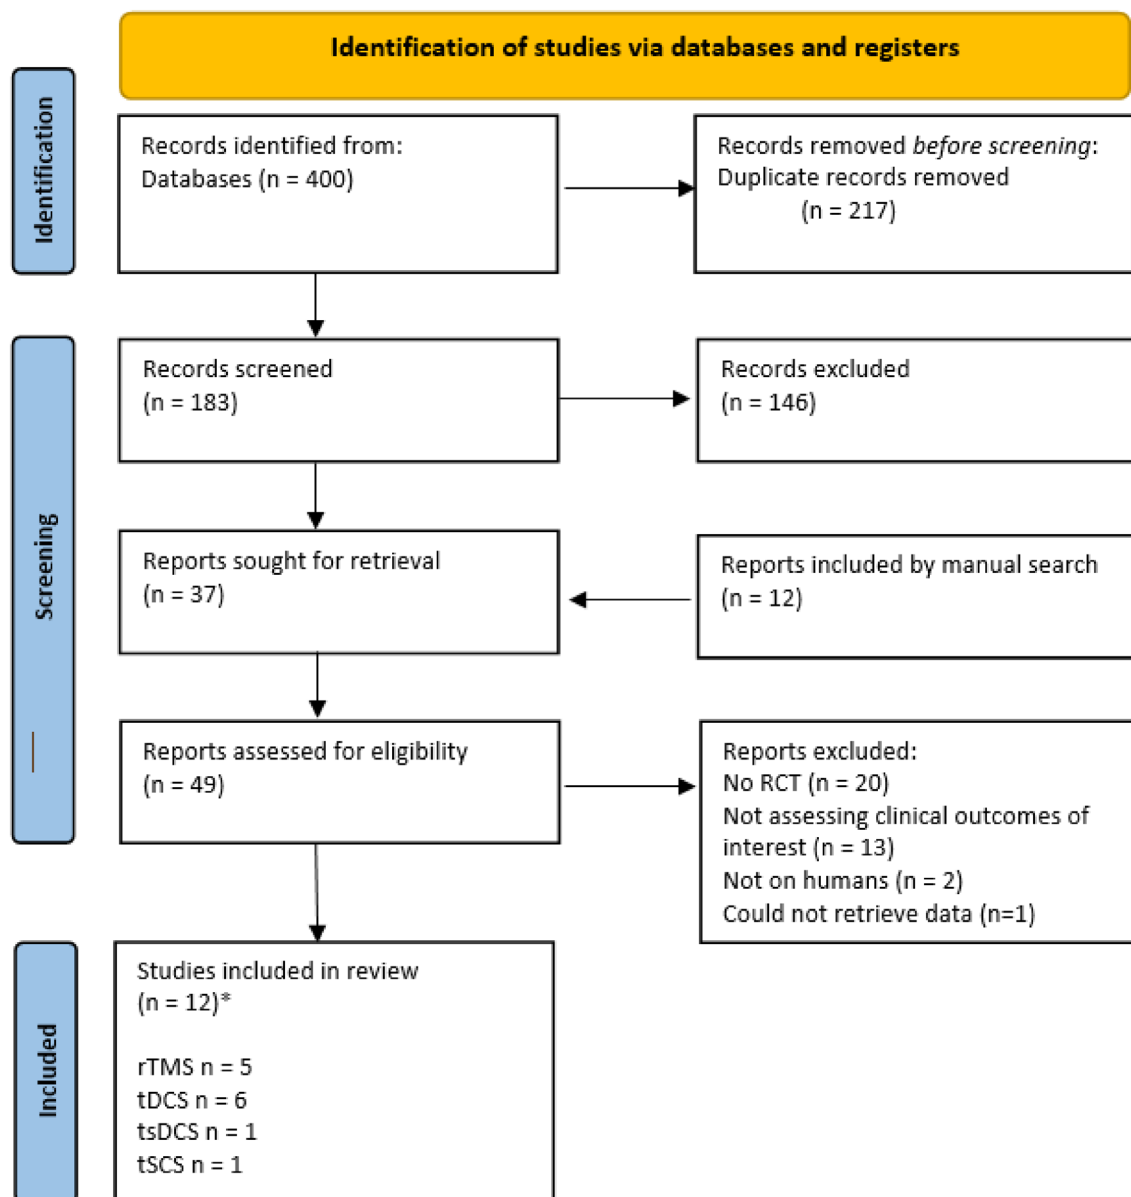 Identification of studies via databases and registers
Identification
Records identified from:
Databases (n = 400)
Records removed before screening:
Duplicate records removed
(n = 217)
Screening
Records screened
(n = 183)
Records excluded
(n = 146)
Reports sought for retrieval
(n = 37)
Reports included by manual search
(n = 12)
Reports assessed for eligibility
(n = 49)
Reports excluded:
No RCT (n = 20)
Not assessing clinical outcomes of
interest (n = 13)
Not on humans (n = 2)
Could not retrieve data (n=1)
Included
Studies included in review
(n = 12)*
rTMS n = 5
tDCS n = 6
tsDCS n = 1
tSCS n = 1